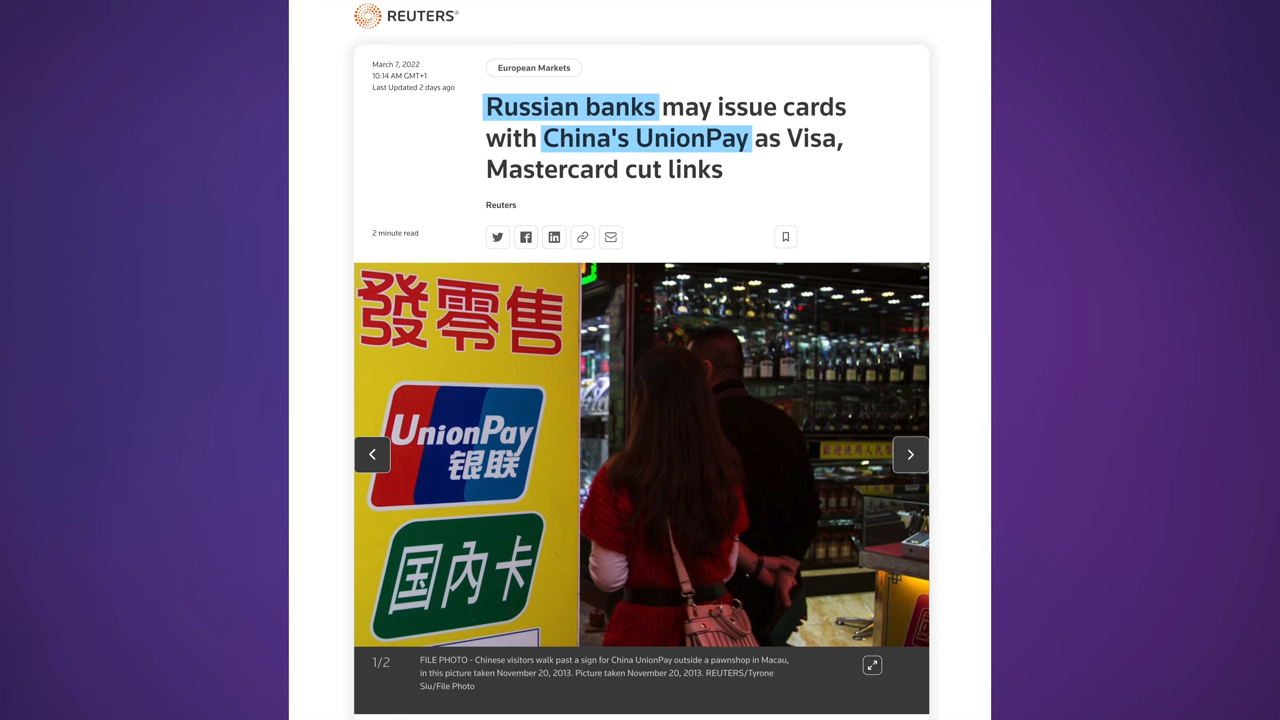 REUTERS®
March 7, 2022
10:14 AM GMT+1
Last Updated 2 days ago
European Markets
Russian banks may issue cards
with China's UnionPay as Visa,
Mastercard cut links
Reuters
2 minute read
發零售
UnionPay
银联
国內卡
1/2
FILE PHOTO - Chinese visitors walk past a sign for China UnionPay outside a pawnshop in Macau,
in this picture taken November 20, 2013. Picture taken November 20, 2013. REUTERS/Tyrone
Siu/File Photo